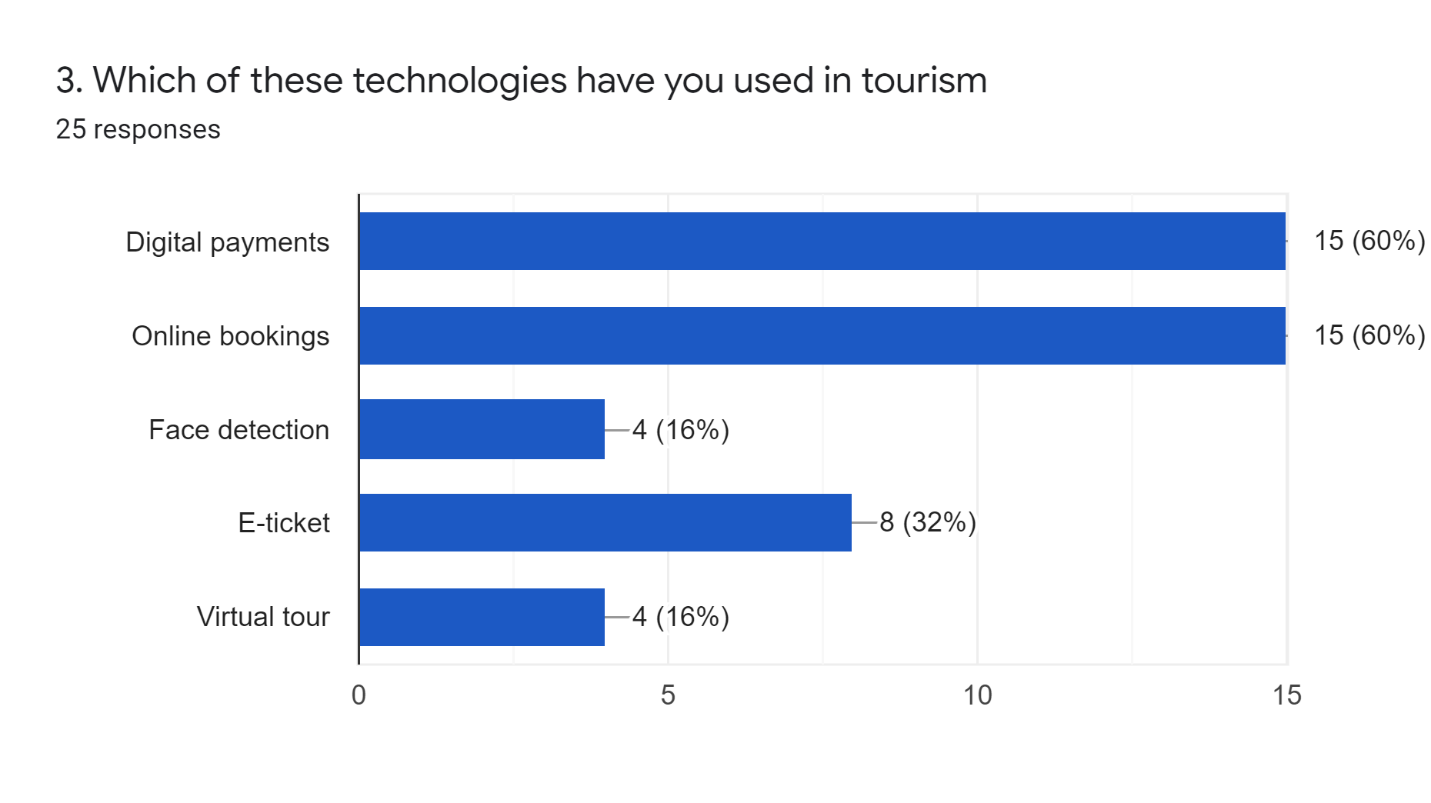 3. Which of these technologies have you used in tourism
25 responses
Digital payments 15 (60%)
Online bookings 15 (60%)
Face detection 4 (16%)
E-ticket 8 (32%)
Virtual tour 4 (16%)
0 5 10 15